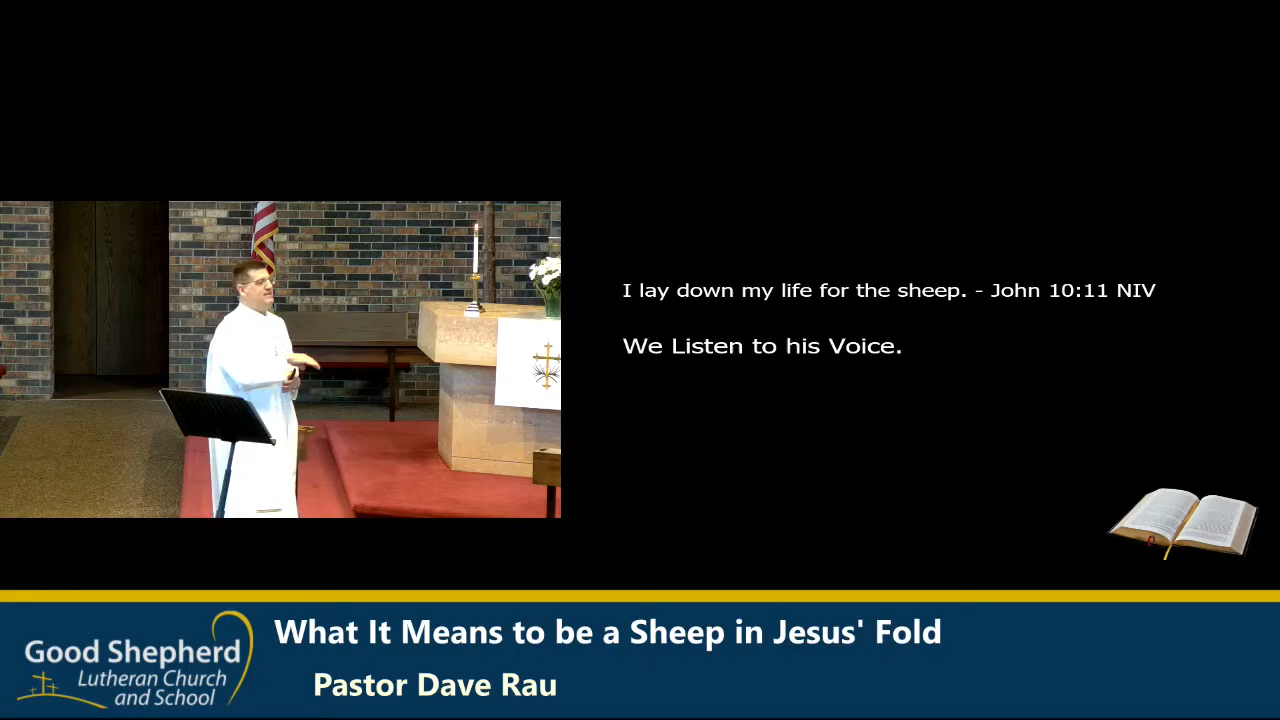 I lay down my life for the sheep. - John 10:11 NIV
We Listen to his Voice.
What It Means to be a Sheep in Jesus' Fold
Pastor Dave Rau
Good Shepherd
Lutheran Church
and School